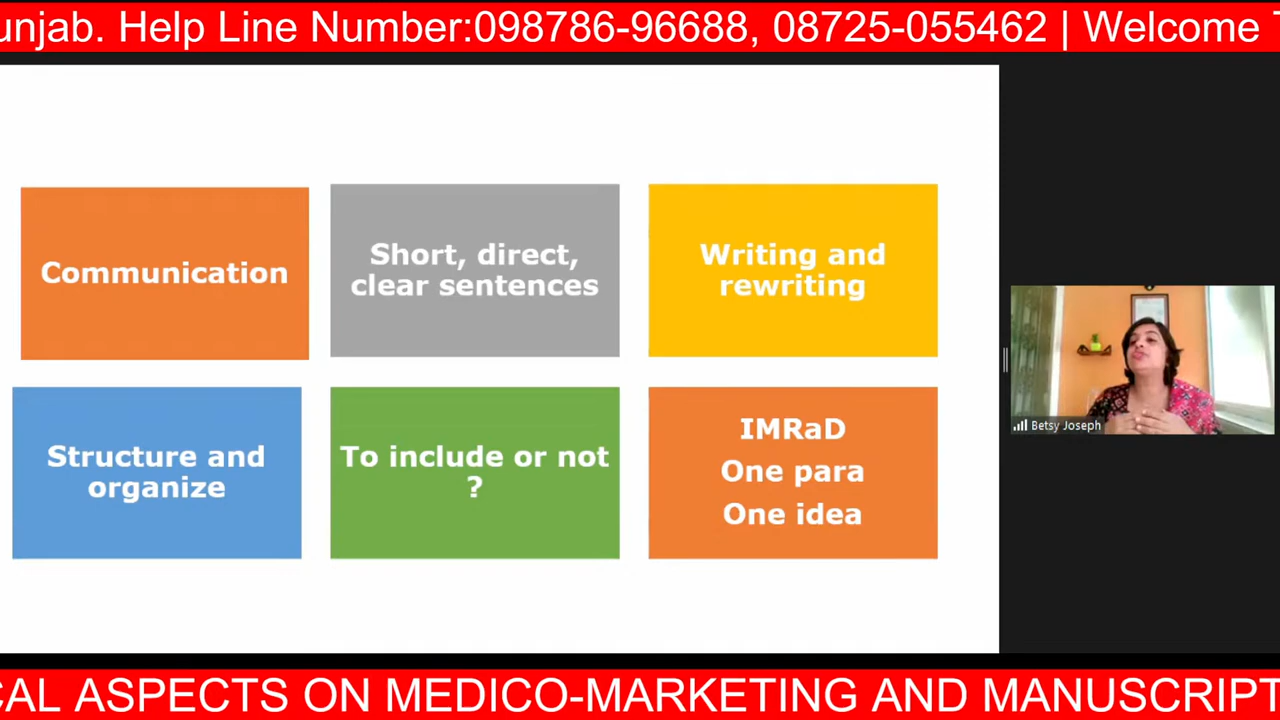 unjab. Help Line Number:098786-96688, 08725-055462 | Welcome
Communication
Short, direct,
clear sentences
Writing and
rewriting
Structure and
organize
To include or not
?
IMRaD
One para
One idea
Betsy Joseph
CAL ASPECTS ON MEDICO-MARKETING AND MANUSCRIPT